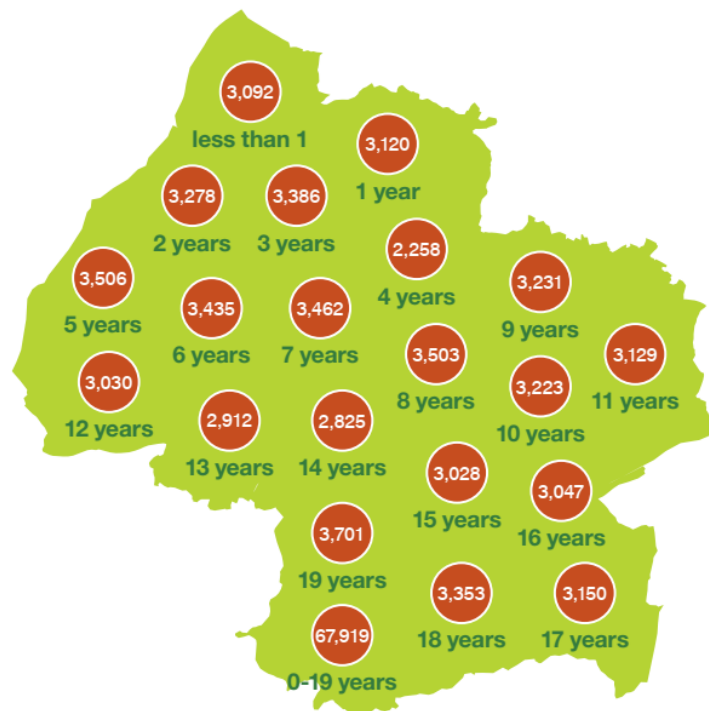 3,092
less than 1
3,120
1 year
3,278
2 years
3,386
3 years
2,258
4 years
3,506
5 years
3,435
6 years
3,462
7 years
3,503
8 years
3,231
9 years
3,223
10 years
3,129
11 years
3,030
12 years
2,912
13 years
2,825
14 years
3,028
15 years
3,047
16 years
3,150
17 years
3,353
18 years
3,701
19 years
67,919
0-19 years